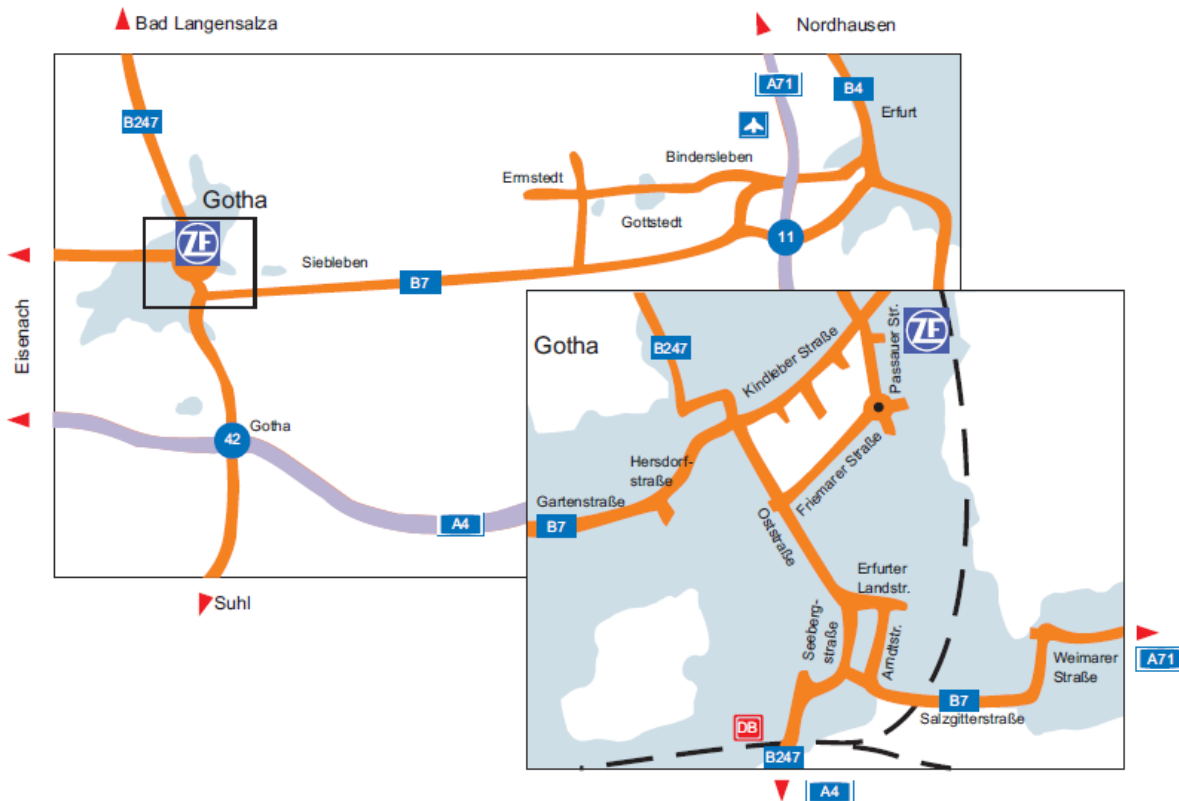 Bad Langensalza
Nordhausen
A71
B4
B247
Erfurt
Bindersleben
Ermstedt
Gotha
Gottstedt
ZF
11
Siebleben
B7
Eisenach
Gotha
42
A4
Suhl
Gotha
B247
ZF
Passauer Str.
Kindleber Straße
Hersdorf-
straße
Friemarer Straße
Gartenstraße
B7
Oststraße
Erfurter
Landstr.
Seeberg-
straße
Arndtstr.
Weimarer
Straße
A71
B7
Salzgitterstraße
DB
B247
A4